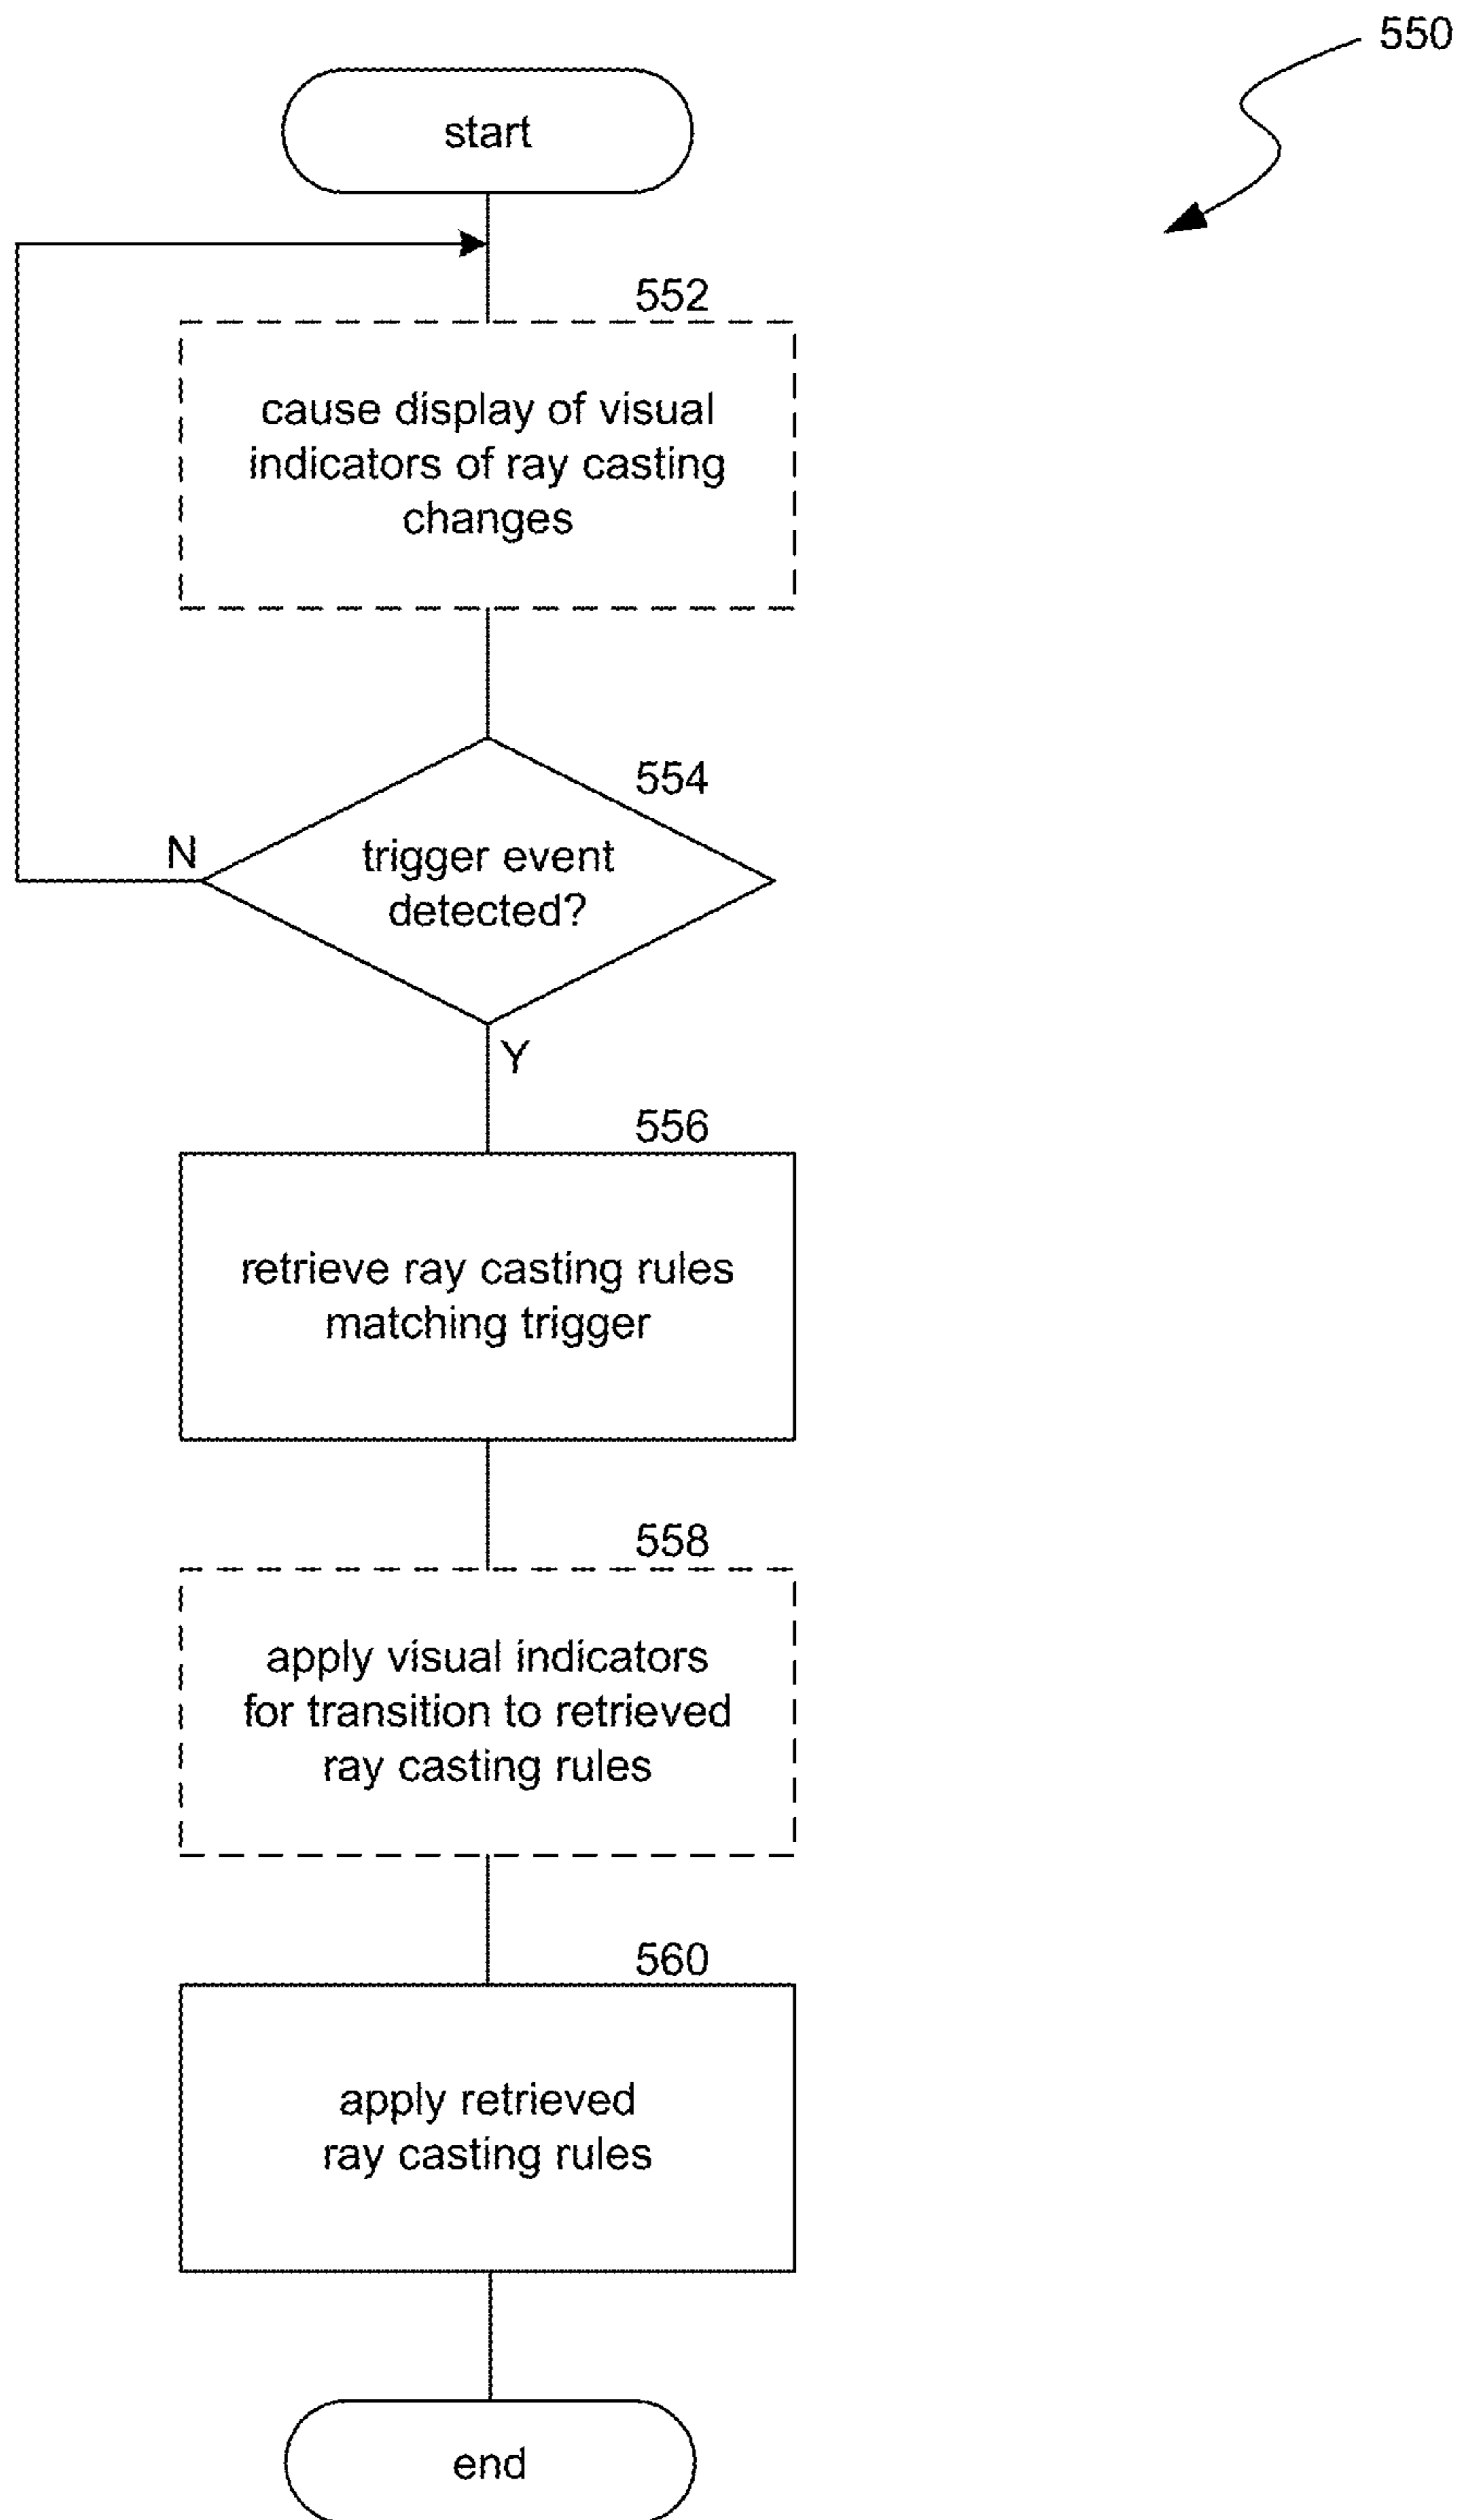 550
start
552
cause display of visual
indicators of ray casting
changes
554
N
trigger event
detected?
Y
556
retrieve ray casting rules
matching trigger
558
apply visual indicators
for transition to retrieved
ray casting rules
560
apply retrieved
ray casting rules
end